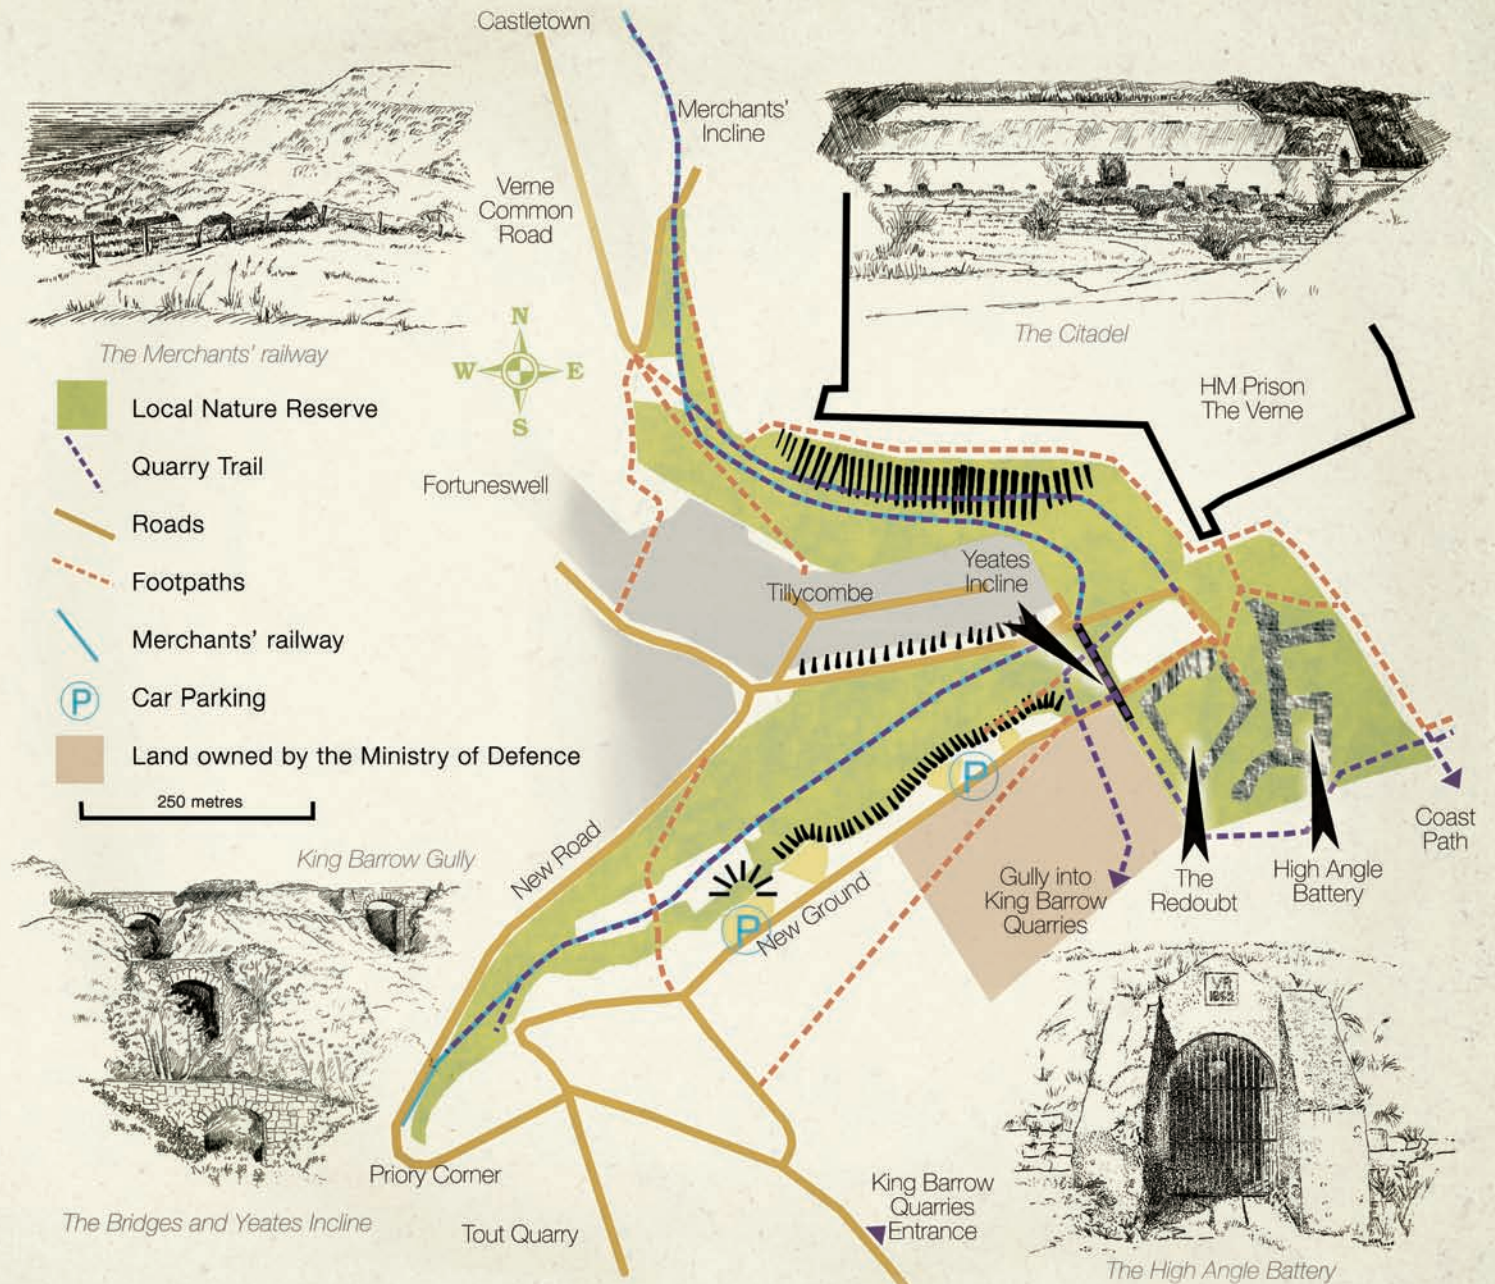 Castletown
Merchants'
Incline
Verne
Common
Road
The Merchants' railway
The Citadel
N
W E
S
HM Prison
The Verne
Local Nature Reserve
Quarry Trail
Roads
Footpaths
Merchants' railway
P Car Parking
Land owned by the Ministry of Defence
250 metres
Fortuneswell
Yeates
Incline
Tillycombe
P
Coast
Path
New Road
New Ground
P
Gully into
King Barrow
Quarries
The
Redoubt
High Angle
Battery
King Barrow Gully
VR
Priory Corner
Tout Quarry
King Barrow
Quarries
Entrance
The Bridges and Yeates Incline
The High Angle Battery